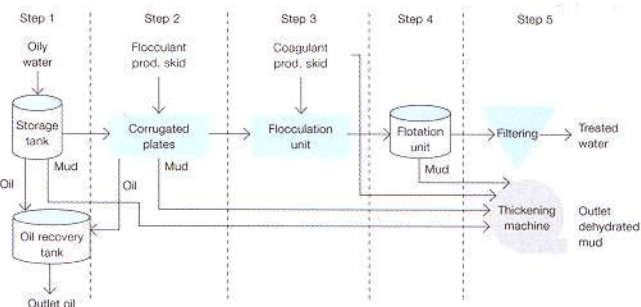 Step 1
Step 2
Step 3
Step 4
Step 5
Oily
water
Flocculant
prod. skid
Coagulant
prod. skid
Storage
tank
Corrugated
plates
Flocculation
unit
Flotation
unit
Filtering
Treated
water
Oil
Mud
Oil
Mud
Mud
Oil recovery
tank
Thickening
machine
Outlet
dehydrated
mud
Outlet oil